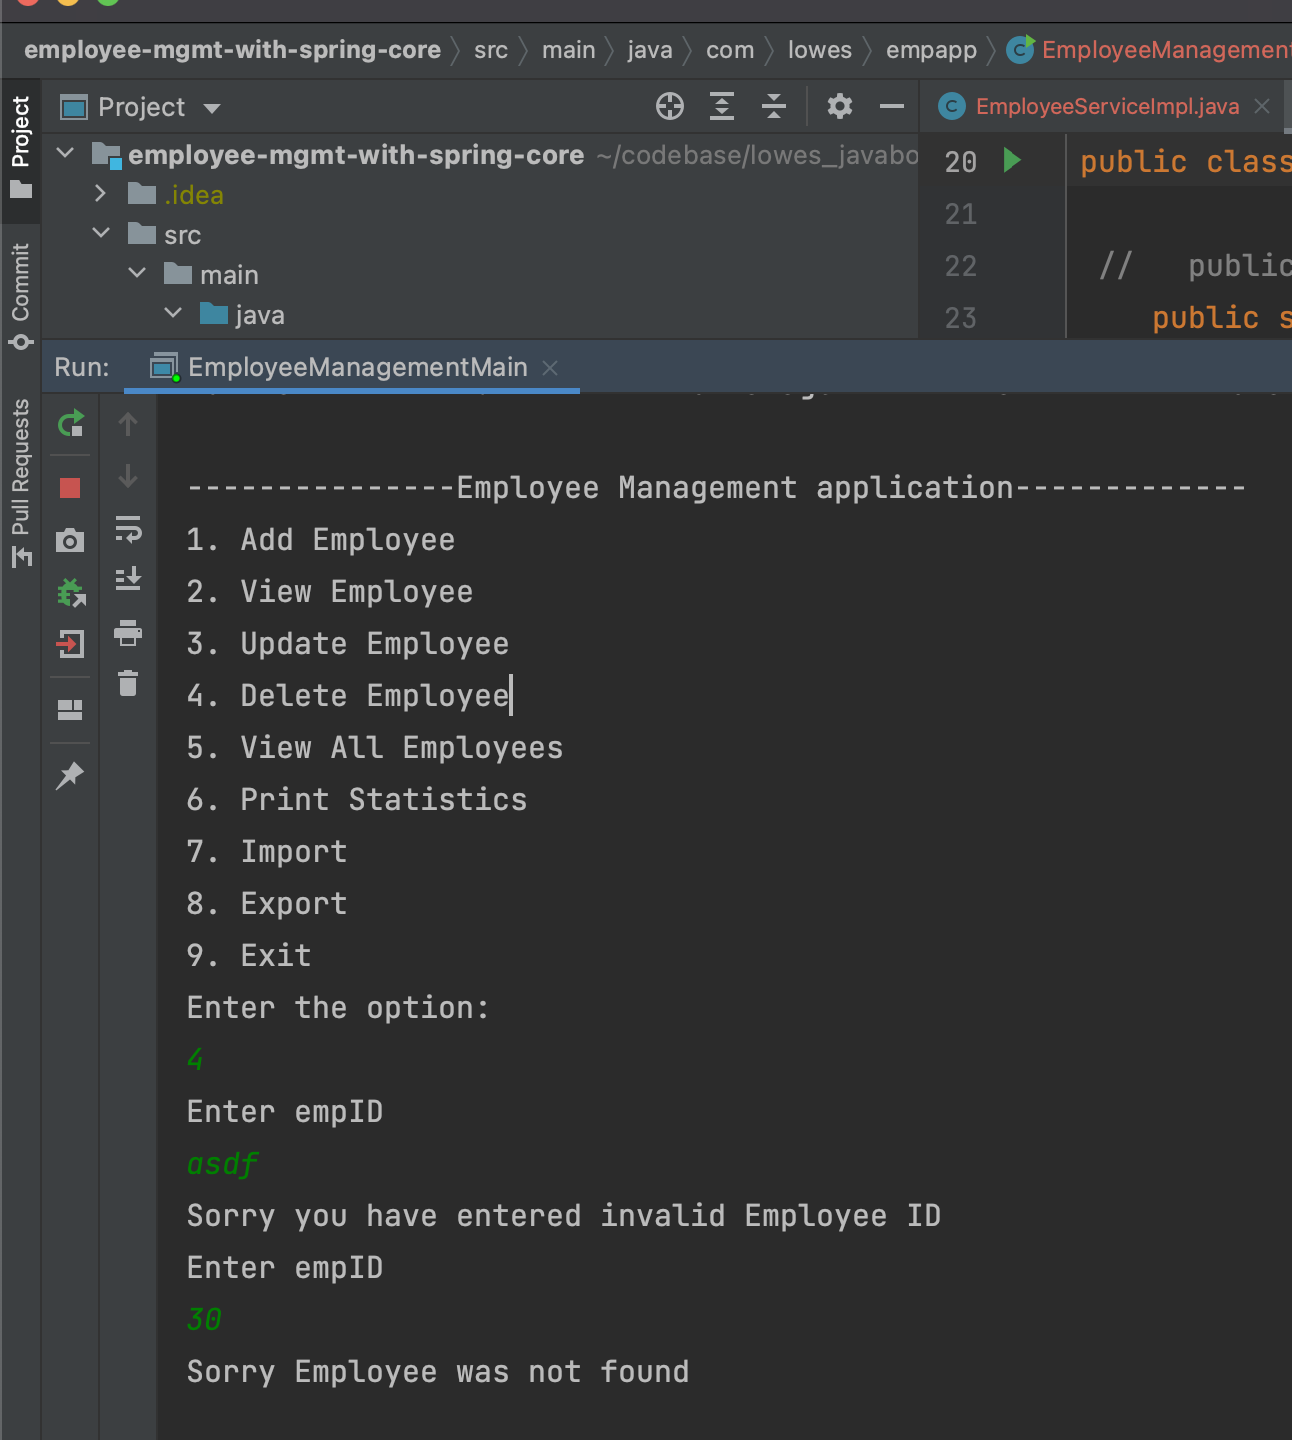 employee-mgmt-with-spring-core src main java com lowes empapp EmployeeManagement
Project
EmployeeServiceImpl.java
employee-mgmt-with-spring-core ~/codebase/lowes_javabo
.idea
src
main
java
20 public class
21
22 // public
23 public s
Project
Commit
Pull Requests
Run: EmployeeManagementMain
---------------Employee Management application-------------
1. Add Employee
2. View Employee
3. Update Employee
4. Delete Employee
5. View All Employees
6. Print Statistics
7. Import
8. Export
9. Exit
Enter the option:
4
Enter empID
asdf
Sorry you have entered invalid Employee ID
Enter empID
30
Sorry Employee was not found